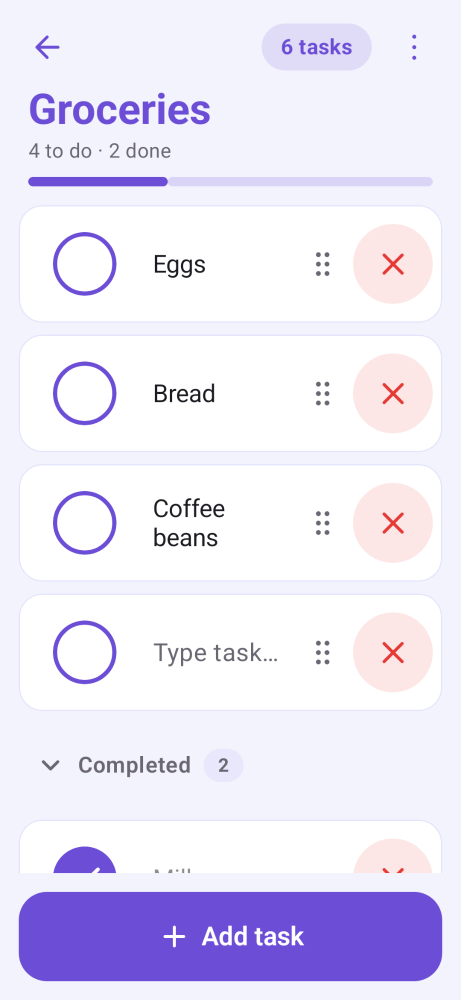 6 tasks
Groceries
4 to do · 2 done
Eggs
Bread
Coffee
beans
Type task...
Completed 2
Add task